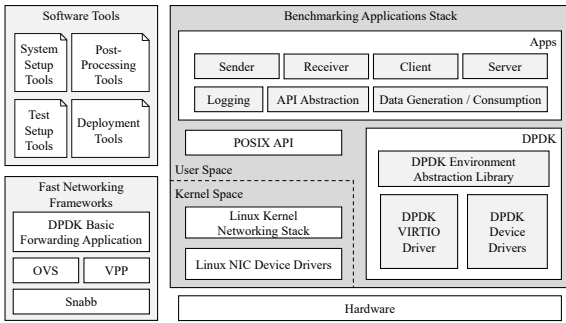 Software Tools
System
Setup
Tools
Post-
Processing
Tools
Test
Setup
Tools
Deployment
Tools
Fast Networking
Frameworks
DPDK Basic
Forwarding Application
OVS
VPP
Snabb
Benchmarking Applications Stack
Apps
Sender
Receiver
Client
Server
Logging
API Abstraction
Data Generation / Consumption
POSIX API
User Space
Kernel Space
Linux Kernel
Networking Stack
Linux NIC Device Drivers
DPDK
DPDK Environment
Abstraction Library
DPDK
VIRTIO
Driver
DPDK
Device
Drivers
Hardware